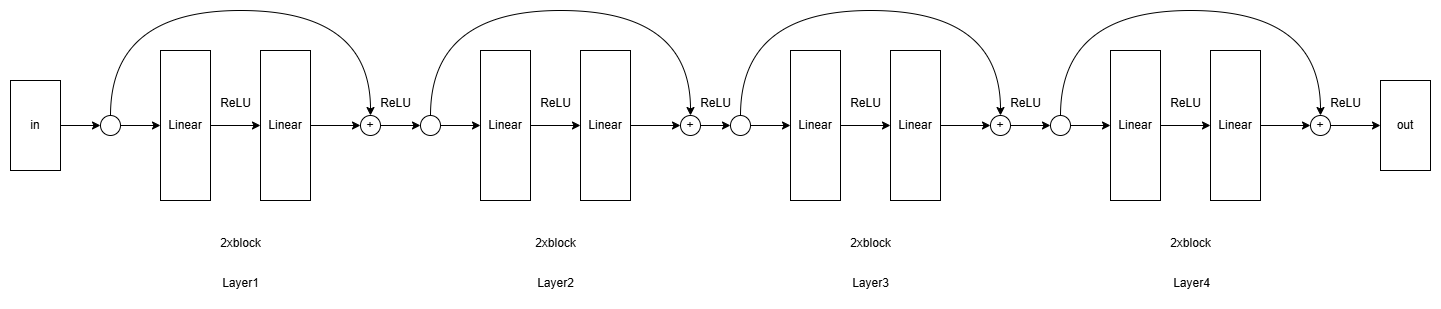 ReLU
ReLU
ReLU
ReLU
ReLU
ReLU
ReLU
ReLU
in
Linear
Linear
+
Linear
Linear
+
Linear
Linear
+
Linear
Linear
+
out
2xblock
2xblock
2xblock
2xblock
Layer1
Layer2
Layer3
Layer4